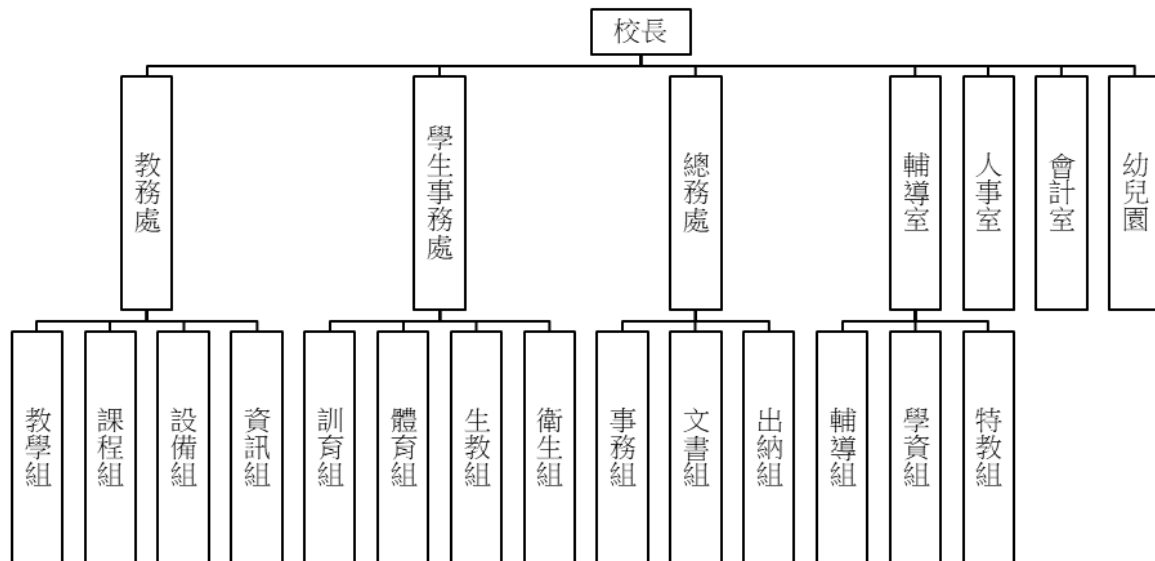 校長
教務處
學生事務處
總務處
輔導室
人事室
會計室
幼兒園
教學組
課程組
設備組
資訊組
訓育組
體育組
生教組
衛生組
事務組
文書組
出納組
輔導組
學資組
特教組